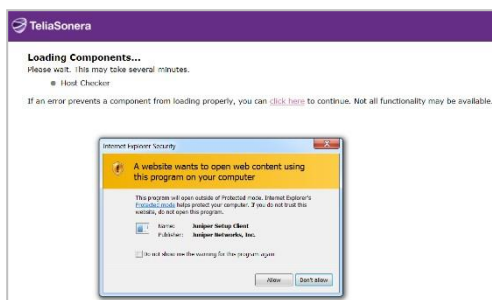 TeliaSonera
Loading Components...
Please wait. This may take several minutes.
Host Checker
If an error prevents a component from loading properly, you can click here to continue. Not all functionality may be available.
Internet Explorer Security
A website wants to open web content using
this program on your computer
This program will open outside of Protected mode. Internet Explorer's
Protected mode helps protect your computer. If you do not trust this
website, do not open this program.
Name: Juniper Setup Client
Publisher: Juniper Networks, Inc.
Do not show me the warning for this program again
Allow Don't allow